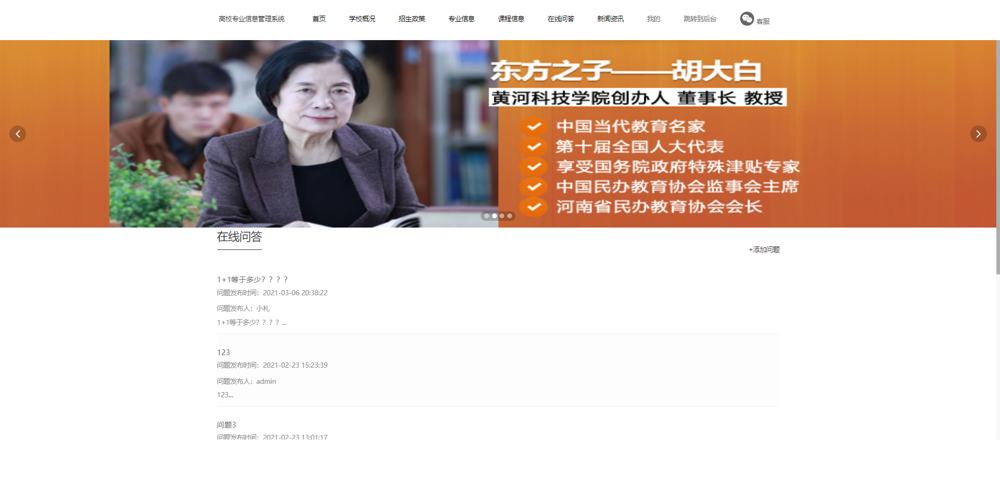 高校专业信息管理系统 首页 学校概况 招生政策 专业信息 课程信息 在线问答 新闻资讯 我的 跳转到后台 客服
东方之子——胡大白
黄河科技学院创办人 董事长 教授
中国当代教育名家
第十届全国人大代表
享受国务院政府特殊津贴专家
中国民办教育协会监事会主席
河南省民办教育协会会长
在线问答
+添加问题
1+1等于多少？？？？
问题发布时间：2021-03-06 20:38:22
问题发布人：小札
1+1等于多少？？？？...
123
问题发布时间：2021-02-23 15:23:39
问题发布人：admin
123...
问题3
问题发布时间：2021-02-23 13:01:17